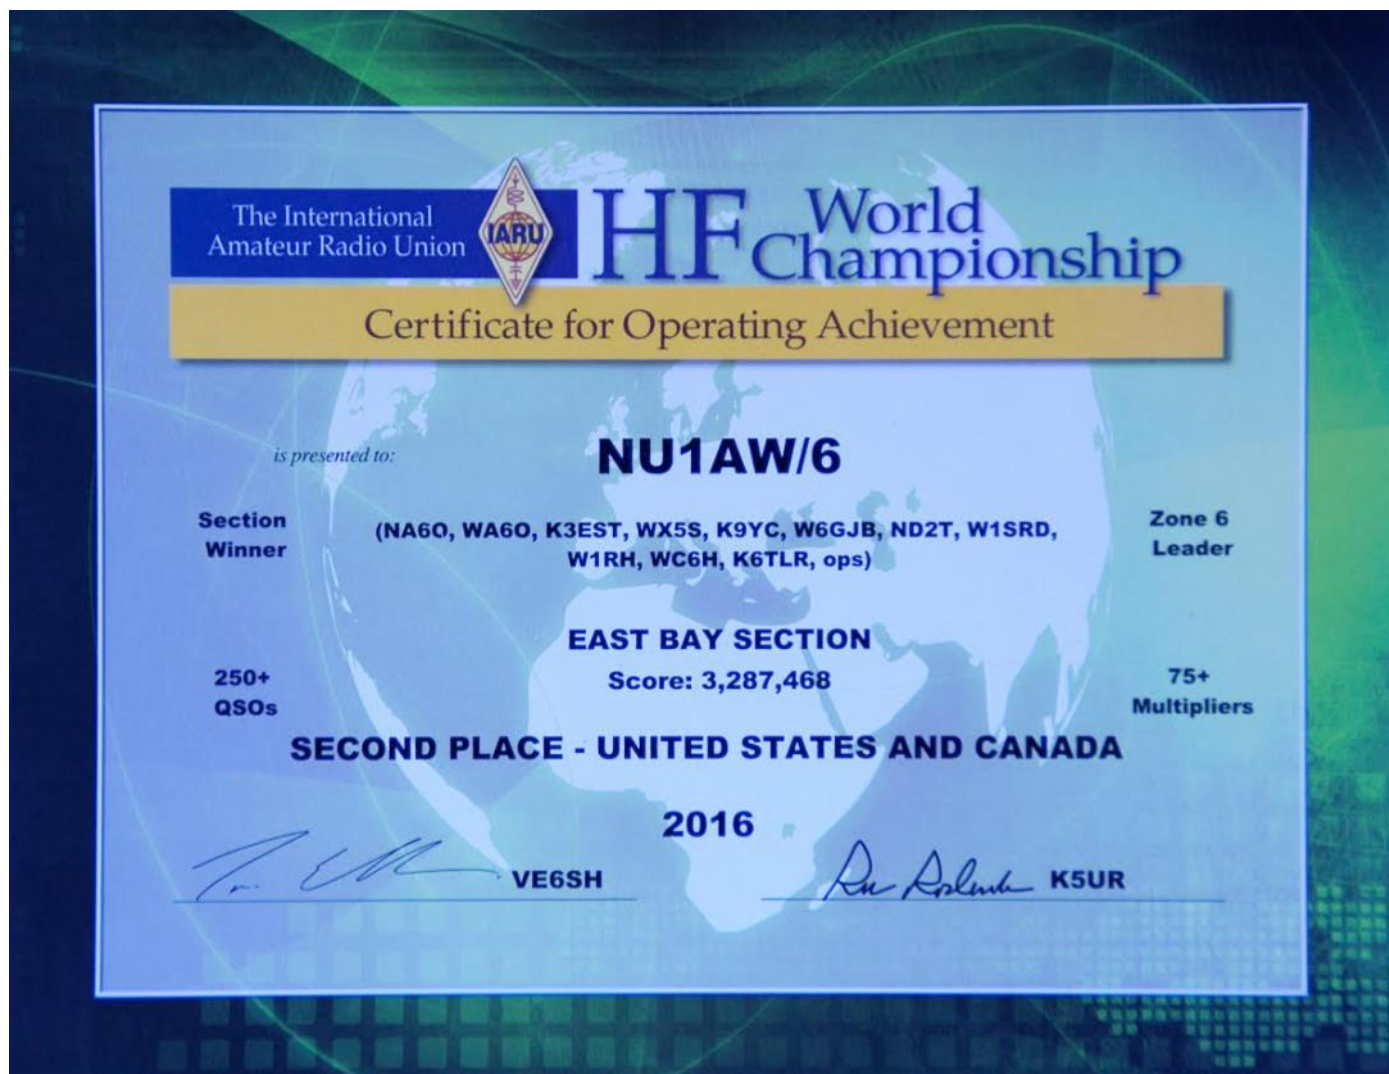 The International
Amateur Radio Union
IARU
HF World
Championship
Certificate for Operating Achievement
is presented to:
NU1AW/6
Section
Winner
(NA6O, WA6O, K3EST, WX5S, K9YC, W6GJB, ND2T, W1SRD,
W1RH, WC6H, K6TLR, ops)
Zone 6
Leader
EAST BAY SECTION
250+
QSOs
Score: 3,287,468
75+
Multipliers
SECOND PLACE - UNITED STATES AND CANADA
2016
VE6SH
K5UR